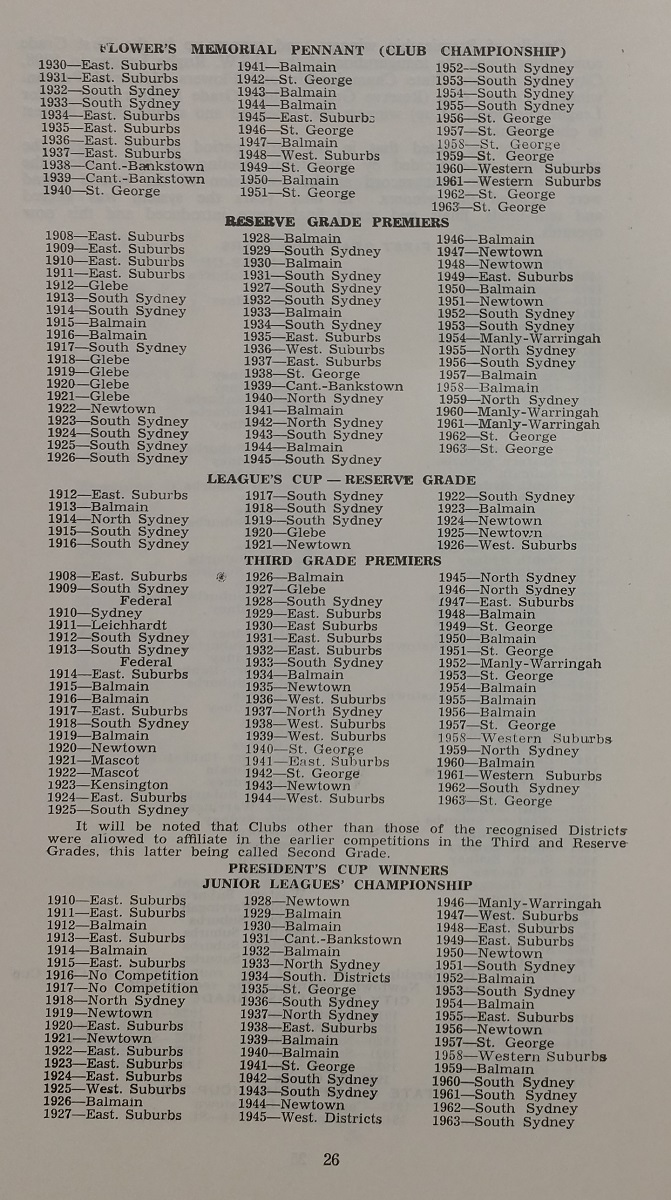 FLOWER'S MEMORIAL PENNANT (CLUB CHAMPIONSHIP)
1930—East. Suburbs
1931—East. Suburbs
1932—South Sydney
1933—South Sydney
1934—East. Suburbs
1935—East. Suburbs
1936—East. Suburbs
1937—East. Suburbs
1938—Cant.-Bankstown
1939—Cant.-Bankstown
1940—St. George
1941—Balmain
1942—St. George
1943—Balmain
1944—Balmain
1945—East. Suburbs
1946—St. George
1947—Balmain
1948—West. Suburbs
1949—St. George
1950—Balmain
1951—St. George
1952—South Sydney
1953—South Sydney
1954—South Sydney
1955—South Sydney
1956—St. George
1957—St. George
1958—St. George
1959—St. George
1960—Western Suburbs
1961—Western Suburbs
1962—St. George
1963—St. George
RESERVE GRADE PREMIERS
1908—East. Suburbs
1909—East. Suburbs
1910—East. Suburbs
1911—East. Suburbs
1912—Glebe
1913—South Sydney
1914—South Sydney
1915—Balmain
1916—Balmain
1917—South Sydney
1918—Glebe
1919—Glebe
1920—Glebe
1921—Glebe
1922—Newtown
1923—South Sydney
1924—South Sydney
1925—South Sydney
1926—South Sydney
1928—Balmain
1929—South Sydney
1930—Balmain
1931—South Sydney
1927—South Sydney
1932—South Sydney
1933—Balmain
1934—South Sydney
1935—East. Suburbs
1936—West. Suburbs
1937—East. Suburbs
1938—St. George
1939—Cant.-Bankstown
1940—North Sydney
1941—Balmain
1942—North Sydney
1943—South Sydney
1944—Balmain
1945—South Sydney
1946—Balmain
1947—Newtown
1948—Newtown
1949—East. Suburbs
1950—Balmain
1951—Newtown
1952—South Sydney
1953—South Sydney
1954—Manly-Warringah
1955—North Sydney
1956—South Sydney
1957—Balmain
1958—Balmain
1959—North Sydney
1960—Manly-Warringah
1961—Manly-Warringah
1962—St. George
1963—St. George
LEAGUE'S CUP — RESERVE GRADE
1912—East. Suburbs
1913—Balmain
1914—North Sydney
1915—South Sydney
1916—South Sydney
1917—South Sydney
1918—South Sydney
1919—South Sydney
1920—Glebe
1921—Newtown
1922—South Sydney
1923—Balmain
1924—Newtown
1925—Newtown
1926—West. Suburbs
THIRD GRADE PREMIERS
1908—East. Suburbs
1909—South Sydney
Federal
1910—Sydney
1911—Leichhardt
1912—South Sydney
1913—South Sydney
Federal
1914—East. Suburbs
1915—Balmain
1916—Balmain
1917—East. Suburbs
1918—South Sydney
1919—Balmain
1920—Newtown
1921—Mascot
1922—Mascot
1923—Kensington
1924—East. Suburbs
1925—South Sydney
1926—Balmain
1927—Glebe
1928—South Sydney
1929—East. Suburbs
1930—East Suburbs
1931—East. Suburbs
1932—East. Suburbs
1933—South Sydney
1934—Balmain
1935—Newtown
1936—West. Suburbs
1937—North Sydney
1938—West. Suburbs
1939—West. Suburbs
1940—St. George
1941—East. Suburbs
1942—St. George
1943—Newtown
1944—West. Suburbs
1945—North Sydney
1946—North Sydney
1947—East. Suburbs
1948—Balmain
1949—St. George
1950—Balmain
1951—St. George
1952—Manly-Warringah
1953—St. George
1954—Balmain
1955—Balmain
1956—Balmain
1957—St. George
1958—Western Suburbs
1959—North Sydney
1960—Balmain
1961—Western Suburbs
1962—South Sydney
1963—St. George
It will be noted that Clubs other than those of the recognised Districts
were allowed to affiliate in the earlier competitions in the Third and Reserve
Grades, this latter being called Second Grade.
PRESIDENT'S CUP WINNERS
JUNIOR LEAGUES' CHAMPIONSHIP
1910—East. Suburbs
1911—East. Suburbs
1912—Balmain
1913—East. Suburbs
1914—Balmain
1915—East. Suburbs
1916—No Competition
1917—No Competition
1918—North Sydney
1919—Newtown
1920—East. Suburbs
1921—Newtown
1922—East. Suburbs
1923—East. Suburbs
1924—East. Suburbs
1925—West. Suburbs
1926—Balmain
1927—East. Suburbs
1928—Newtown
1929—Balmain
1930—Balmain
1931—Cant.-Bankstown
1932—Balmain
1933—North Sydney
1934—South. Districts
1935—St. George
1936—South Sydney
1937—North Sydney
1938—East. Suburbs
1939—Balmain
1940—Balmain
1941—St. George
1942—South Sydney
1943—South Sydney
1944—Newtown
1945—West. Districts
1946—Manly-Warringah
1947—West. Suburbs
1948—East. Suburbs
1949—East. Suburbs
1950—Newtown
1951—South Sydney
1952—Balmain
1953—South Sydney
1954—Balmain
1955—East. Suburbs
1956—Newtown
1957—St. George
1958—Western Suburbs
1959—Balmain
1960—South Sydney
1961—South Sydney
1962—South Sydney
1963—South Sydney
26